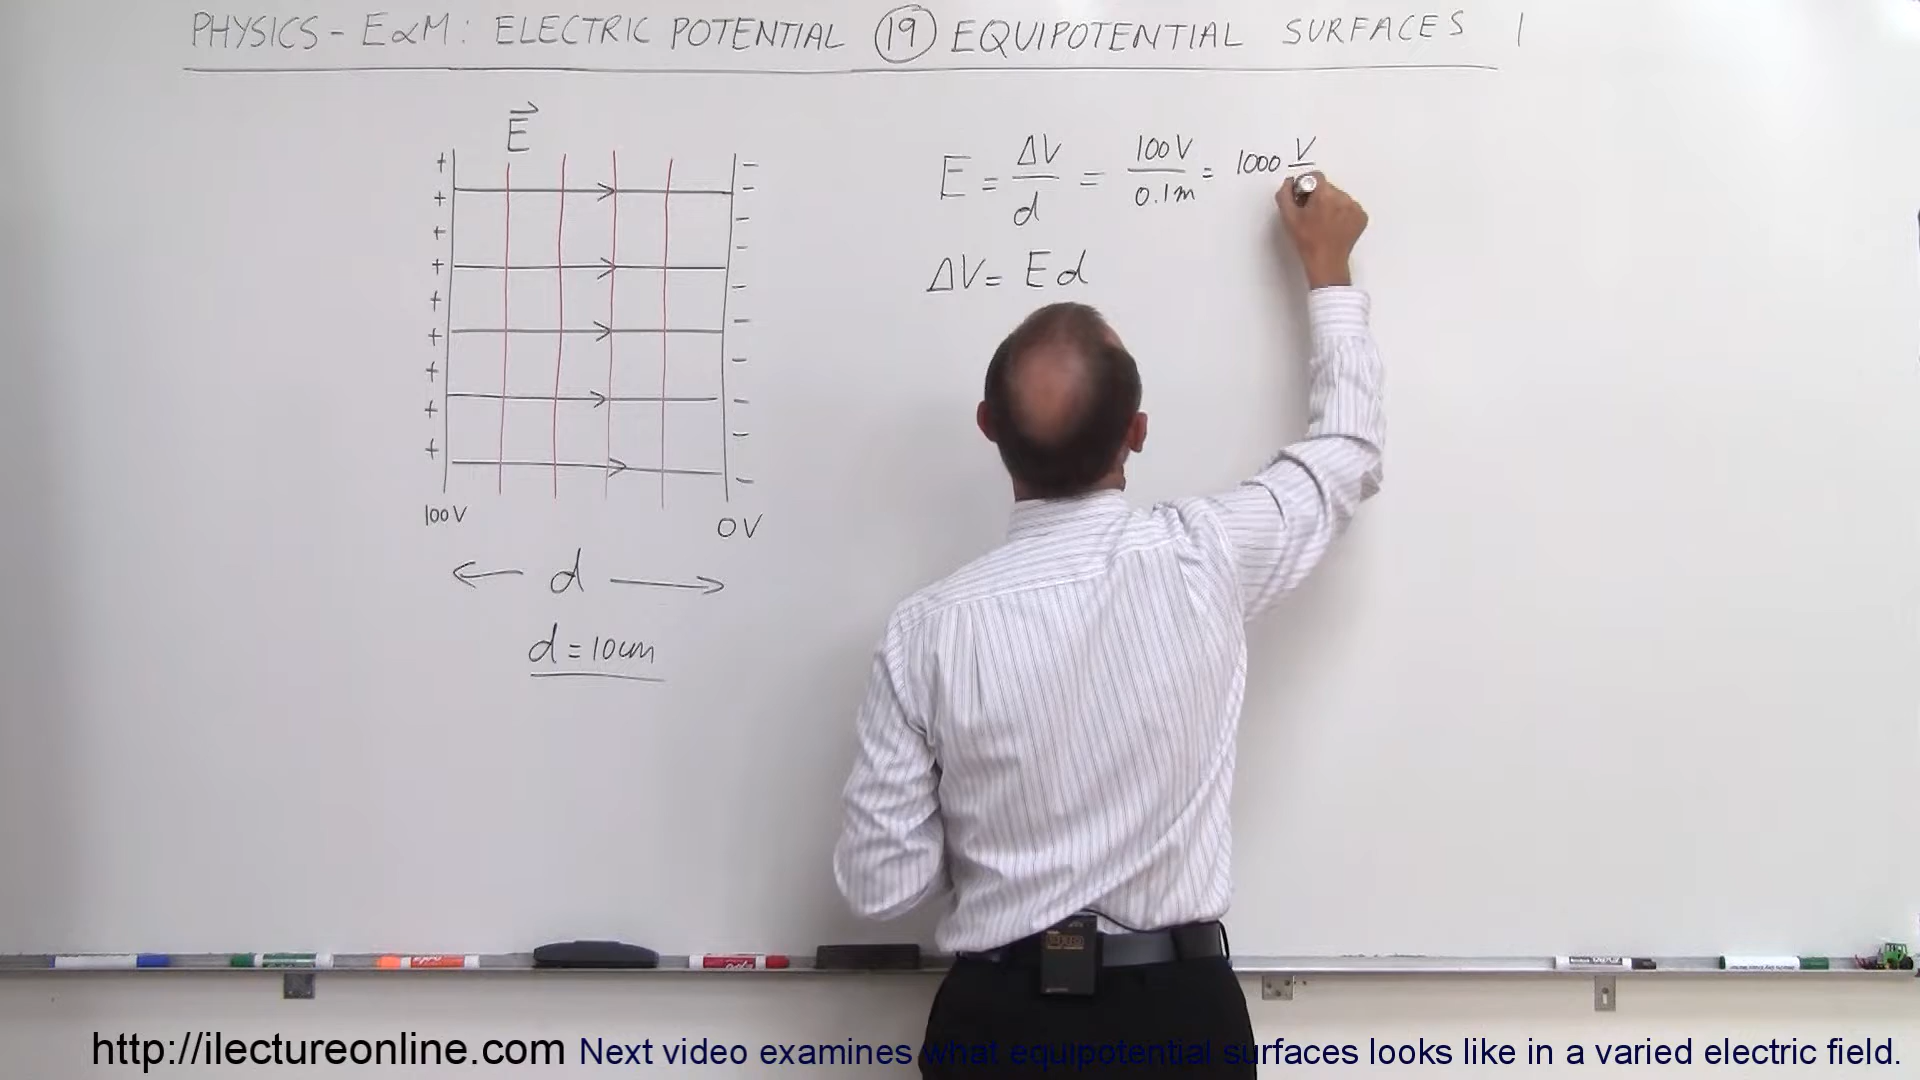 PHYSICS - E&M: ELECTRIC POTENTIAL 19 EQUIPOTENTIAL SURFACES 1
E
+ + + + + + + + +
- - - - - - - - - -
100V
0V
d
d = 10cm
E = ΔV/d = 100V/0.1m = 1000 V
ΔV = Ed
http://ilectureonline.com Next video examines what equipotential surfaces looks like in a varied electric field.